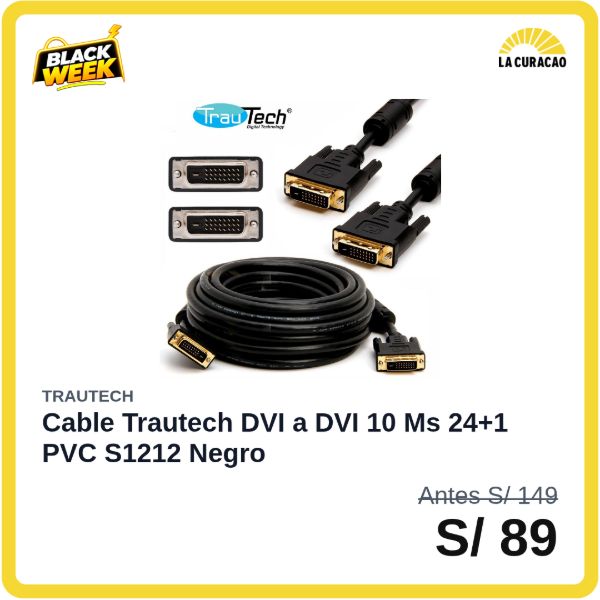 BLACK
WEEK
LA CURACAO
TrauTech®
Digital Technology
TRAUTECH
Cable Trautech DVI a DVI 10 Ms 24+1
PVC S1212 Negro
Antes S/ 149
S/ 89